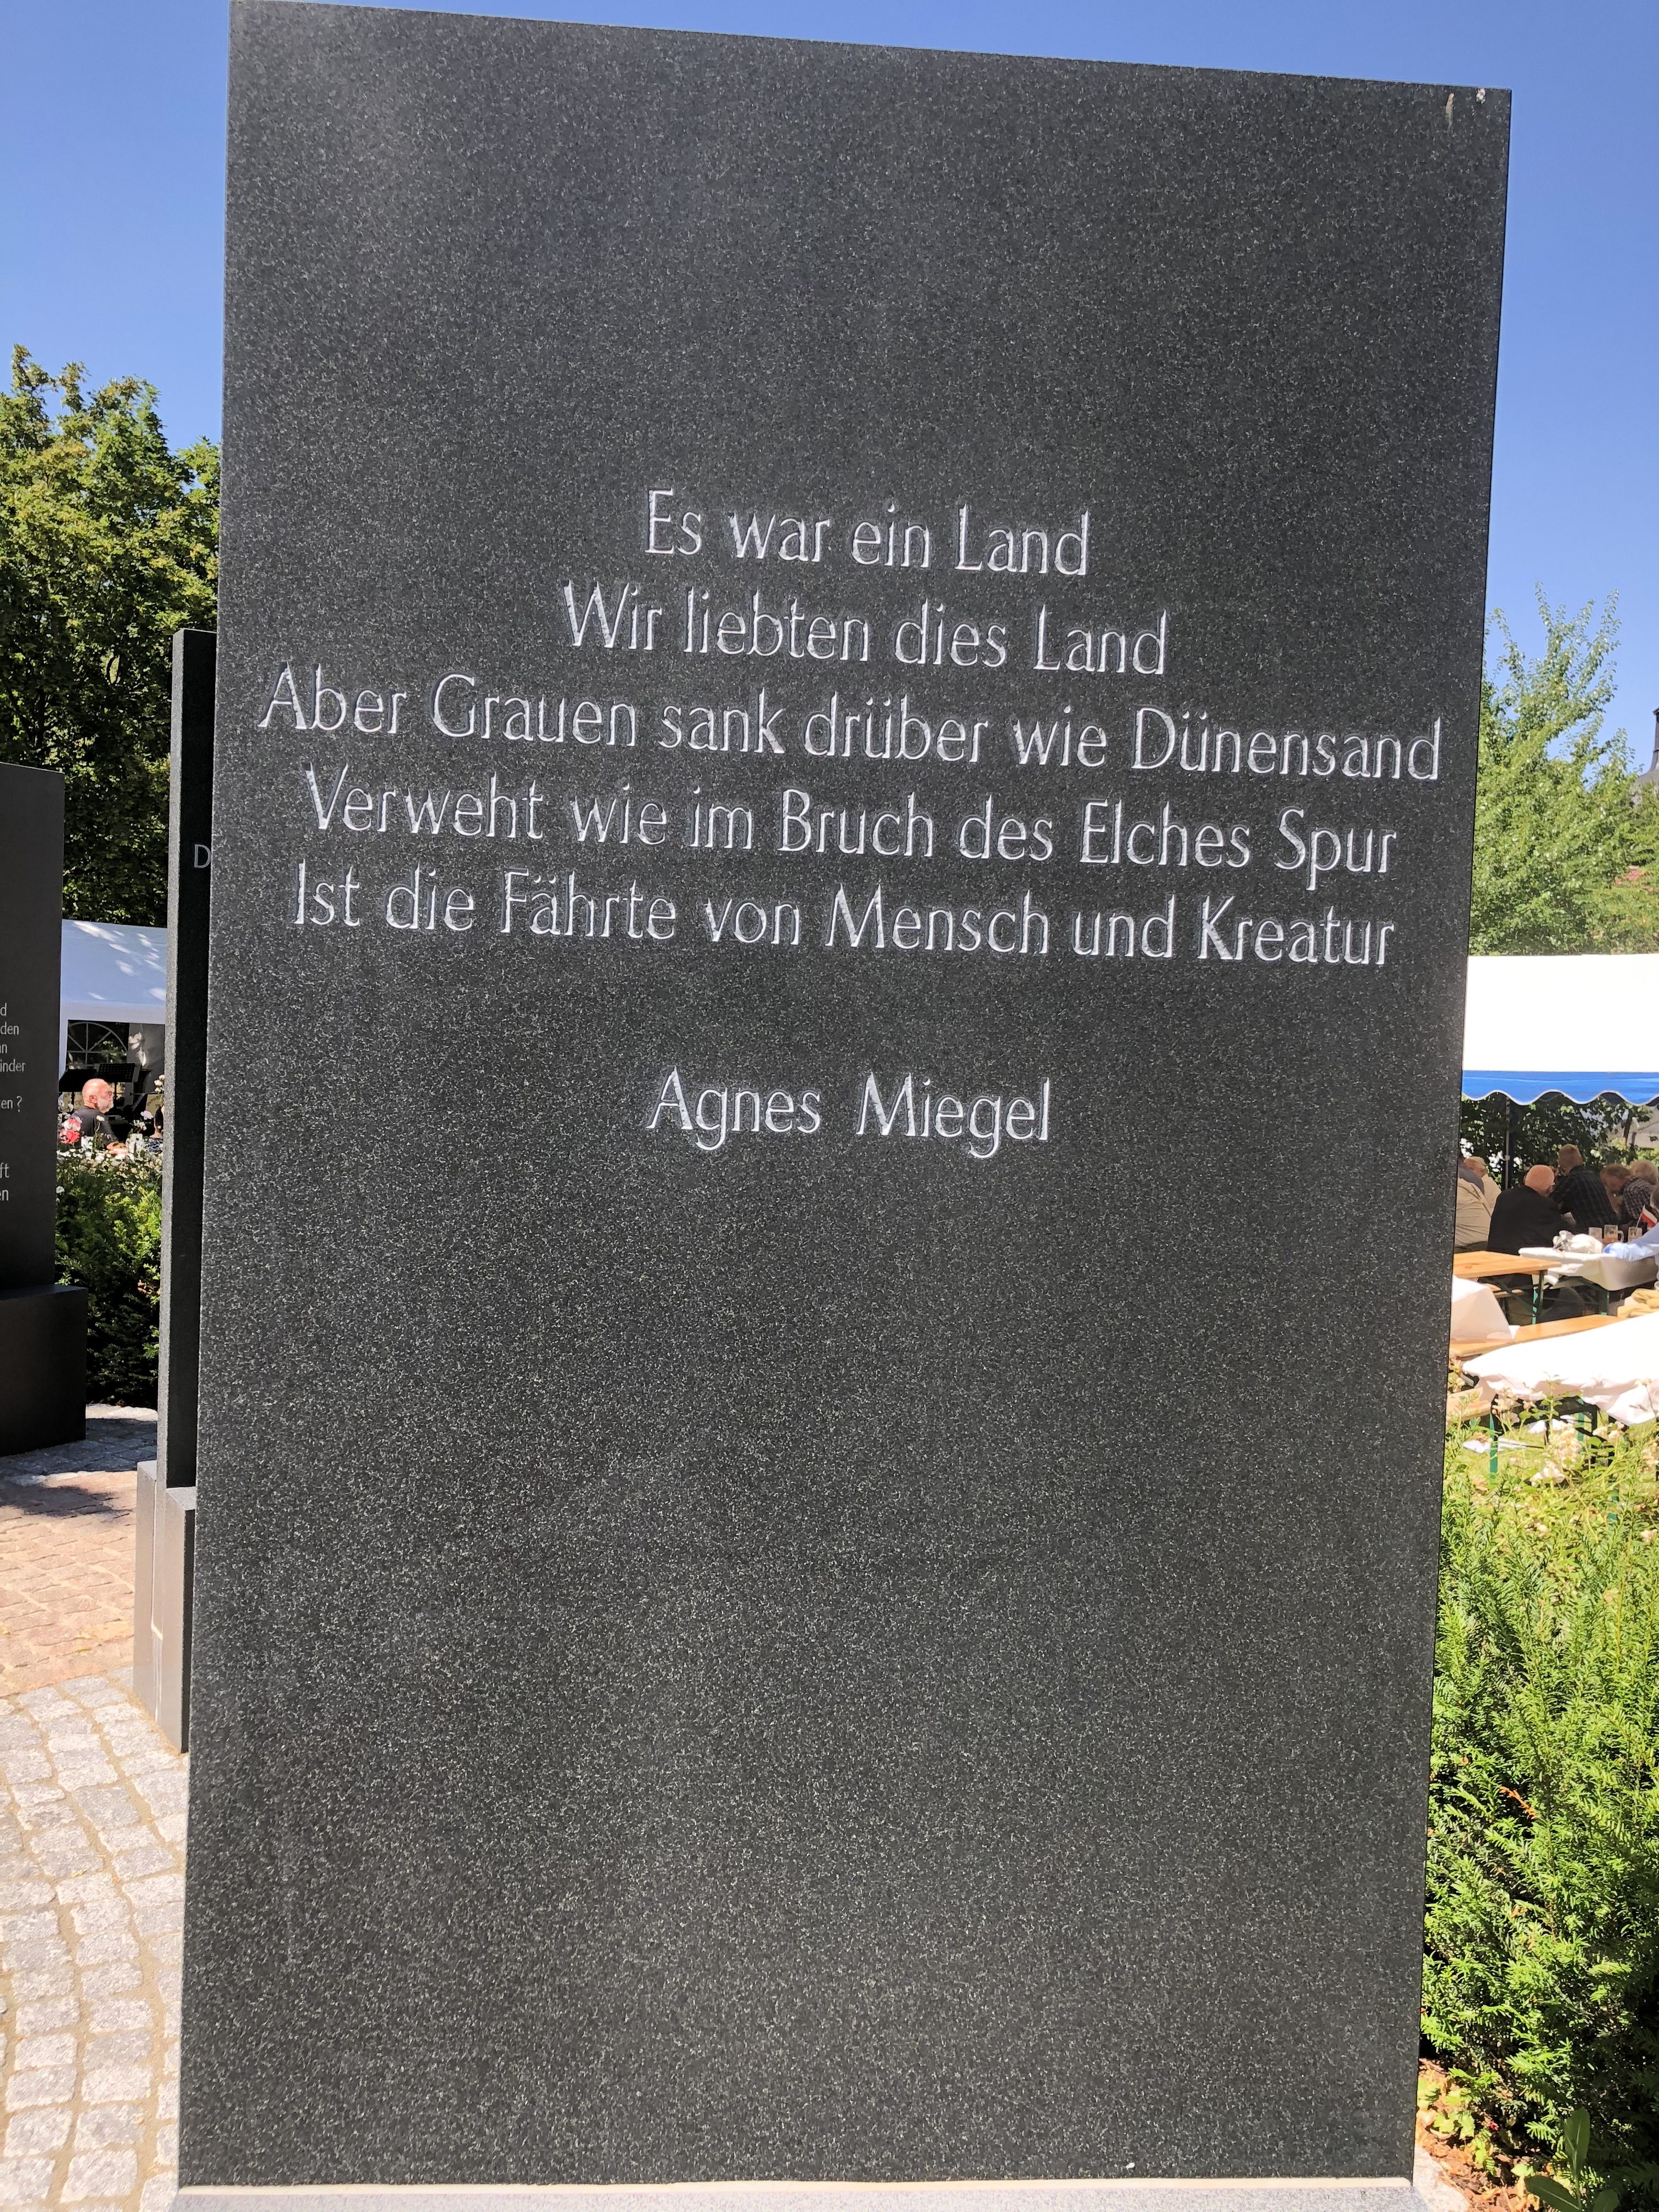 Es war ein Land
Wir liebten dies Land
Aber Grauen sank drüber wie Dünensand
Verweht wie im Bruch des Elches Spur
Ist die Fährte von Mensch und Kreatur
Agnes Miegel